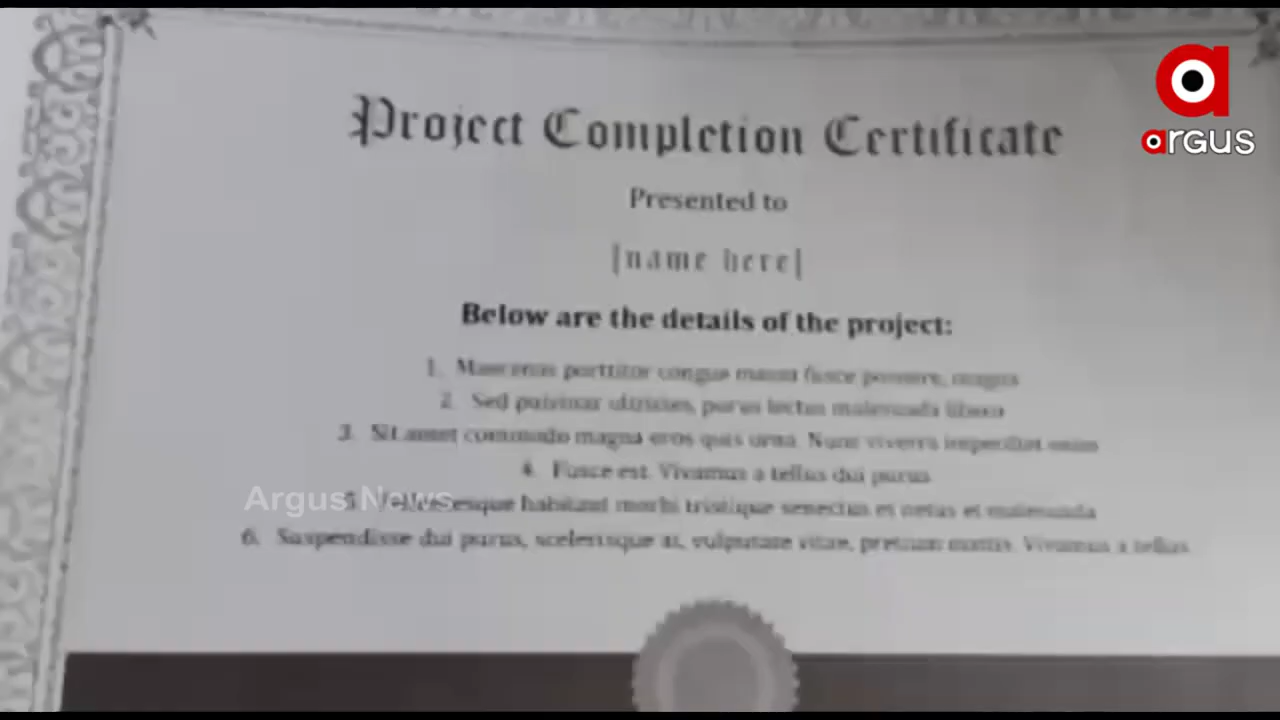 argus
Project Completion Certificate
Presented to
[name here]
Below are the details of the project:
1. Maecenas porttitor congue massa fusce posuere, magna
2. Sed pulvinar ultricies, purus lectus malesuada libero
3. Sit amet commodo magna eros quis urna. Nunc viverra imperdiet enim
4. Fusce est. Vivamus a tellus dui purus
5. habitant morbi tristique senectus et netus et malesuada
Argus News
6. Suspendisse dui purus, scelerisque at, vulputate vitae, pretium mattis. Vivamus a tellus